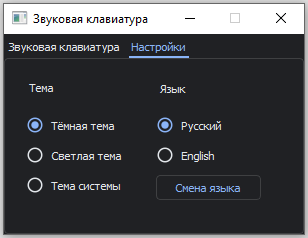 Звуковая клавиатура
Звуковая клавиатура Настройки
Тема Язык
Тёмная тема Русский
Светлая тема English
Тема системы Смена языка